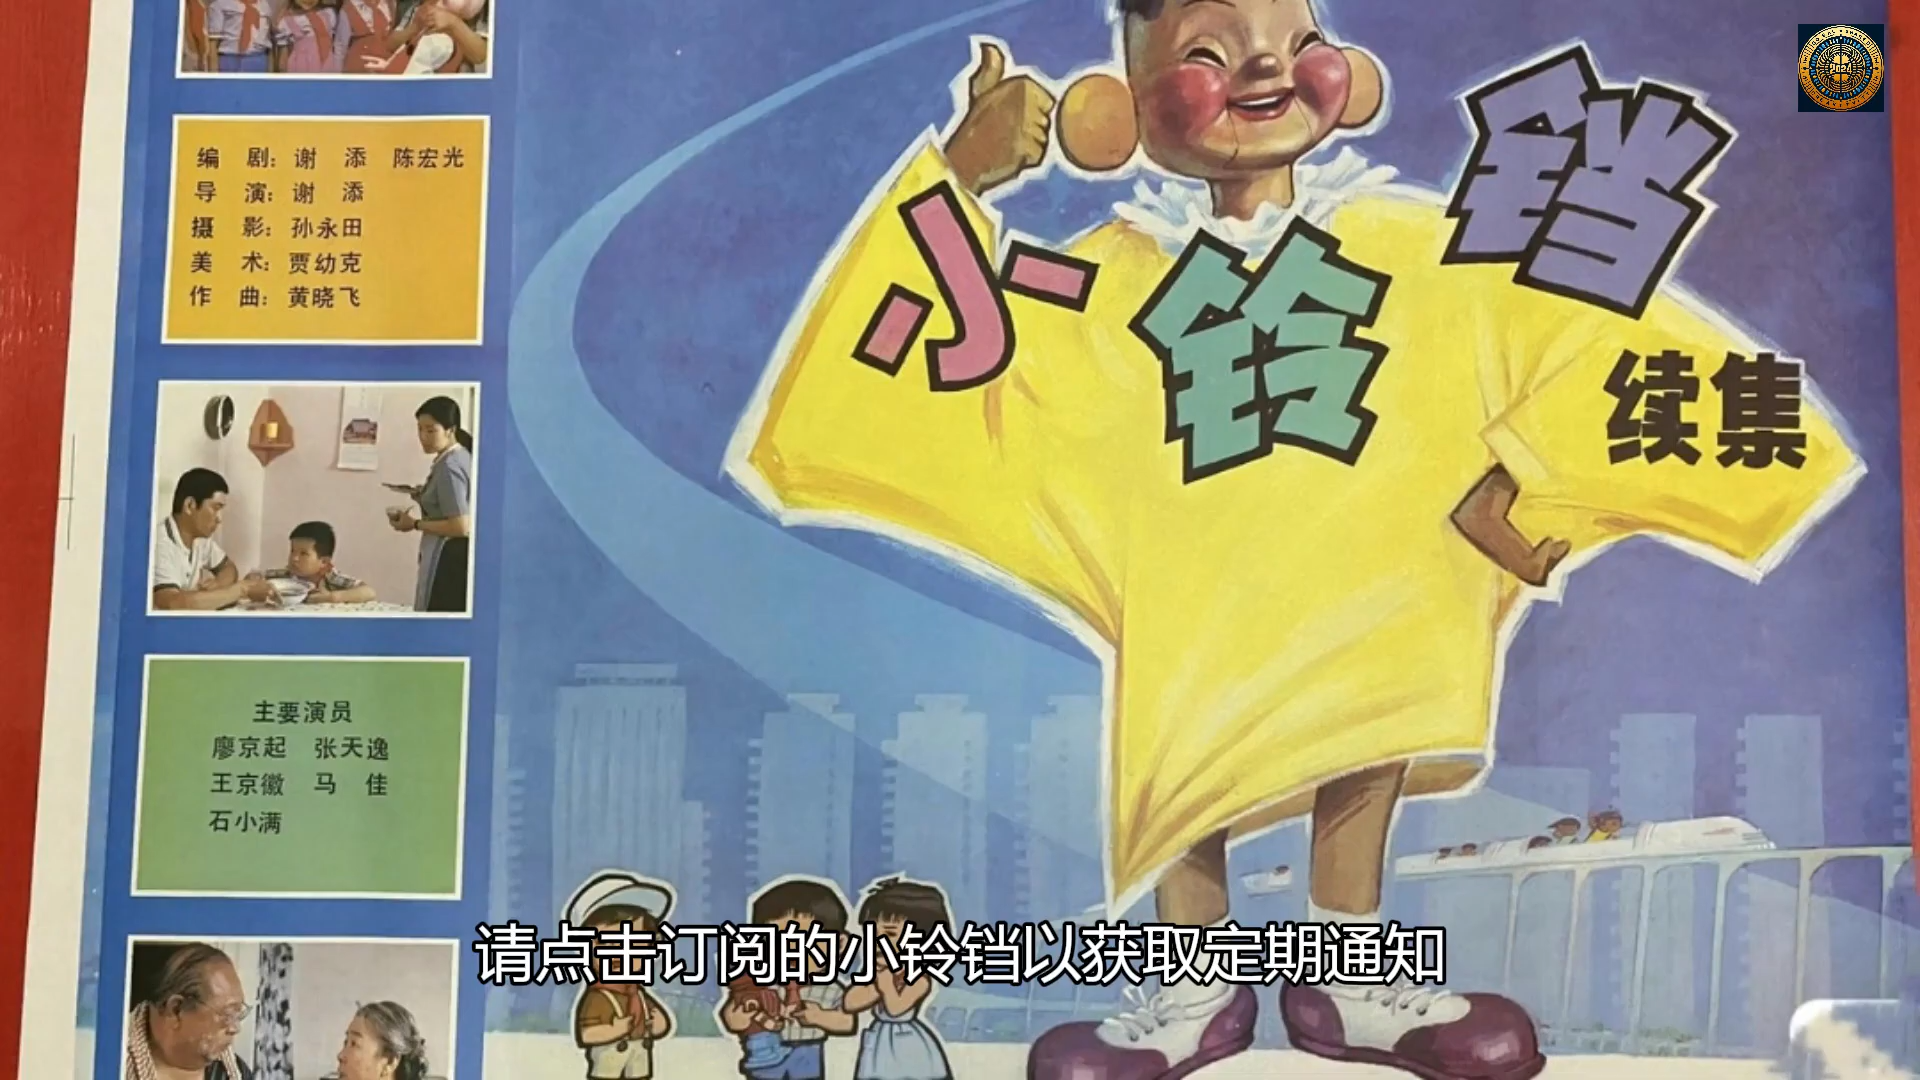 编 剧: 谢 添 陈宏光
导 演: 谢 添
摄 影: 孙永田
美 术: 贾幼克
作 曲: 黄晓飞
主要演员
廖京起 张天逸
王京徽 马 佳
石小满
小铃铛
续集
请点击订阅的小铃铛以获取定期通知
2024